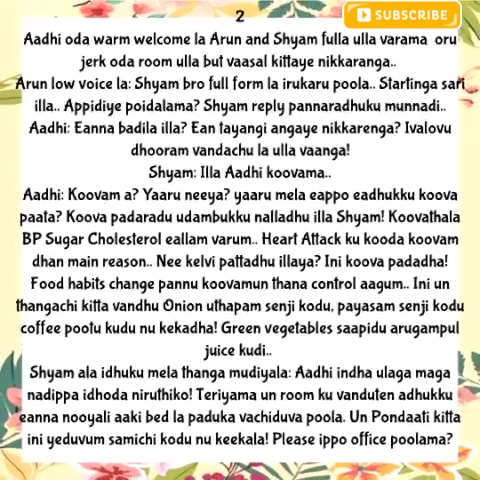 2
SUBSCRIBE
Aadhi oda warm welcome la Arun and Shyam fulla ulla varama oru
jerk oda room ulla but vaasal kittaye nikkaranga..
Arun low voice la: Shyam bro full form la irukaru poola.. Startinga sari
illa.. Appidiye poidalama? Shyam reply pannaradhuku munnadi..
Aadhi: Eanna badila illa? Ean tayangi angaye nikkarenga? Ivalovu
dhooram vandachu la ulla vaanga!
Shyam: Illa Aadhi koovama..
Aadhi: Koovam a? Yaaru neeya? yaaru mela eappo eadhukku koova
paata? Koova padaradu udambukku nalladhu illa Shyam! Koovathala
BP Sugar Cholesterol eallam varum.. Heart Attack ku kooda koovam
dhan main reason.. Nee kelvi pattadhu illaya? Ini koova padadha!
Food habits change pannu koovamun thana control aagum.. Ini un
thangachi kitta vandhu Onion uthapam senji kodu, payasam senji kodu
coffee pootu kudu nu kekadha! Green vegetables saapidu arugampul
juice kudi..
Shyam ala idhuku mela thanga mudiyala: Aadhi indha ulaga maga
nadippa idhoda niruthiko! Teriyama un room ku vanduten adhukku
eanna nooyali aaki bed la paduka vachiduva poola. Un Pondaati kitta
ini yeduvum samichi kodu nu keekala! Please ippo office poolama?